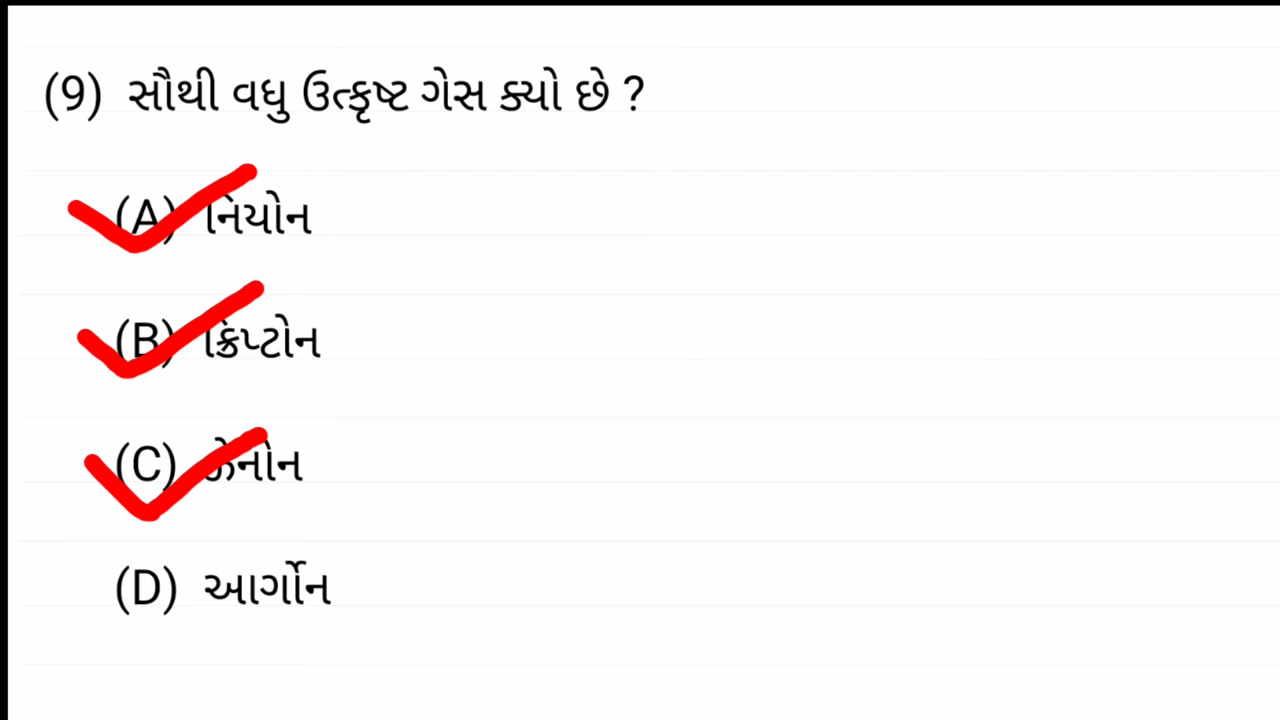 (9) સૌથી વધુ ઉત્કૃષ્ટ ગેસ ક્યો છે ?
(A) નિયોન
(B) ક્રિપ્ટોન
(C) ઝેનોન
(D) આર્ગોન